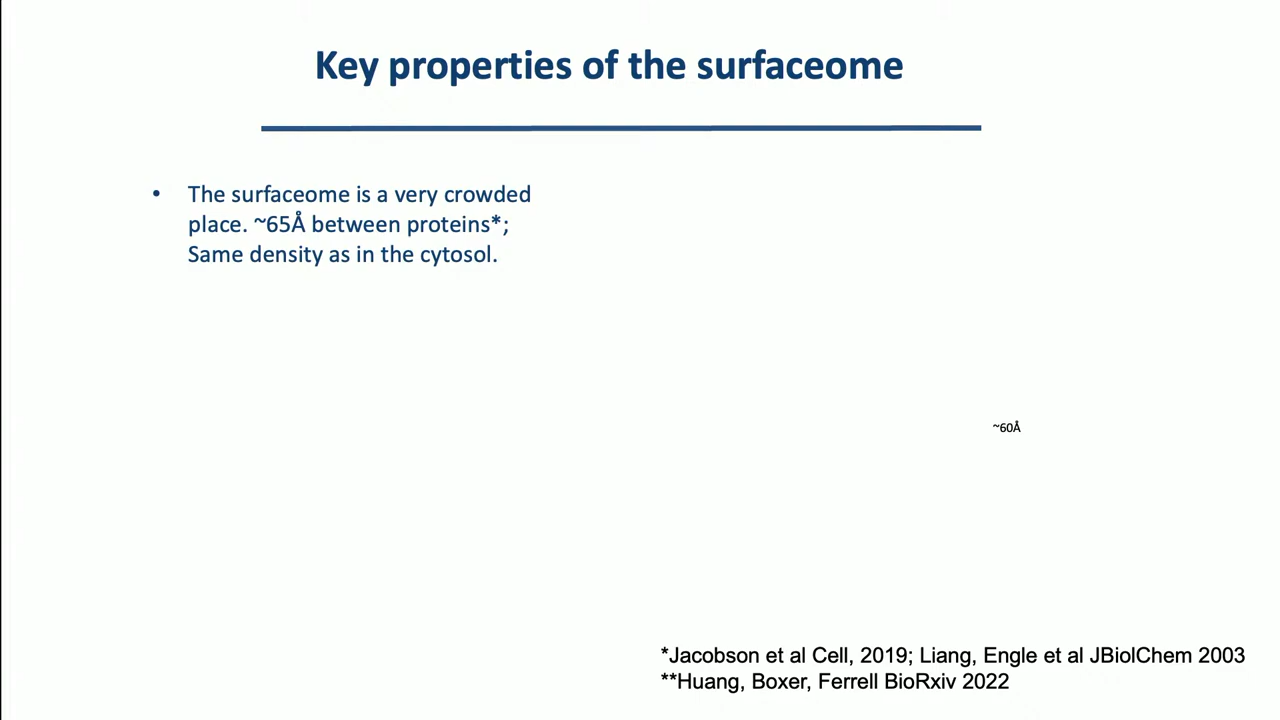 Key properties of the surfaceome
• The surfaceome is a very crowded
place. ~65Å between proteins*;
Same density as in the cytosol.
~60Å
*Jacobson et al Cell, 2019; Liang, Engle et al JBiolChem 2003
**Huang, Boxer, Ferrell BioRxiv 2022